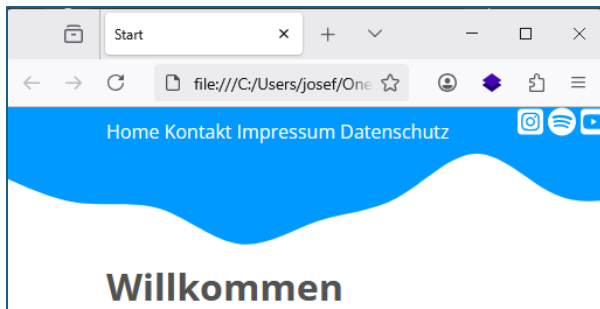 Start
file:///C:/Users/josef/One
Home Kontakt Impressum Datenschutz
Willkommen